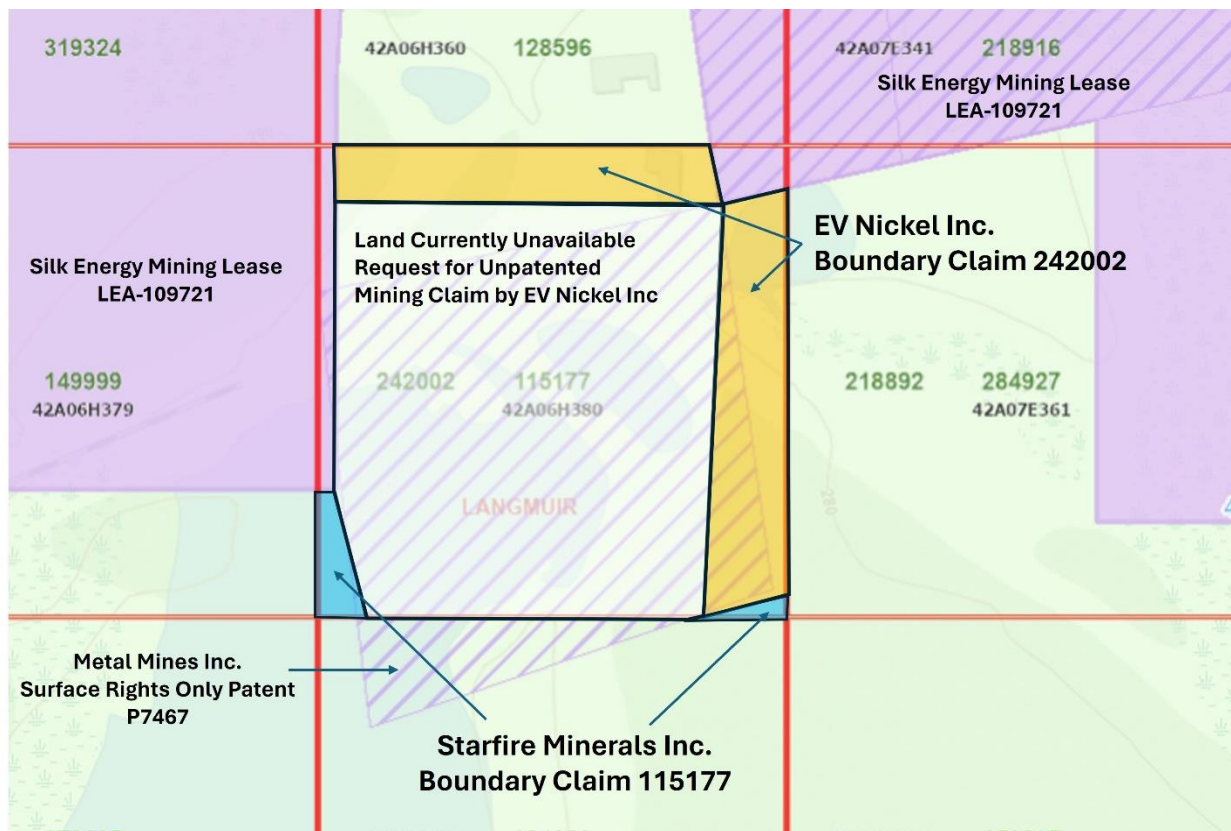 319324
42A06H360
128596
42A07E341
218916
Silk Energy Mining Lease
LEA-109721
EV Nickel Inc.
Boundary Claim 242002
Land Currently Unavailable
Request for Unpatented
Mining Claim by EV Nickel Inc
Silk Energy Mining Lease
LEA-109721
149999
42A06H379
242002
115177
42A06H380
218892
284927
42A07E361
LANGMUIR
280
Metal Mines Inc.
Surface Rights Only Patent
P7467
Starfire Minerals Inc.
Boundary Claim 115177